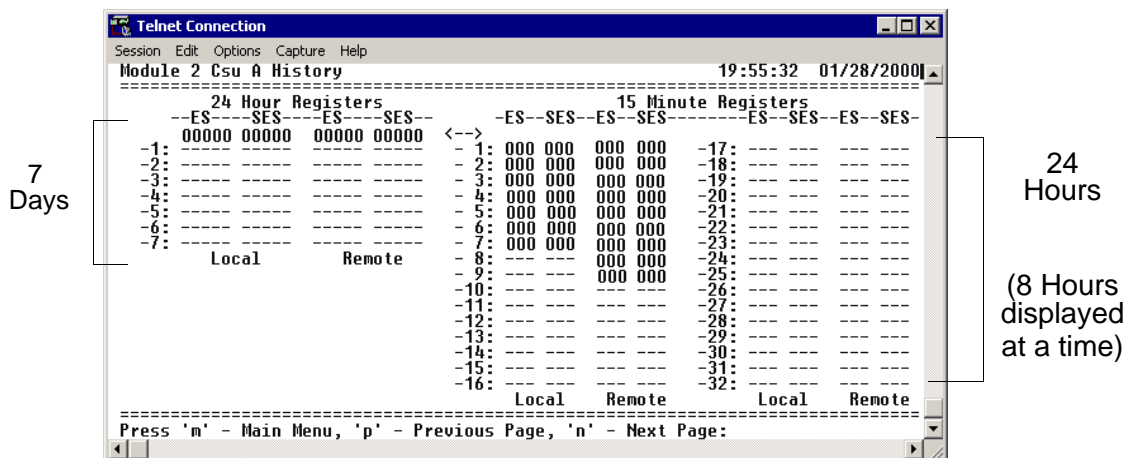 Telnet Connection
Session Edit Options Capture Help
Module 2 Csu A History 19:55:32 01/28/2000
================================================================================
24 Hour Registers 15 Minute Registers
--ES----SES----ES----SES-- -ES--SES--ES--SES---------ES--SES--ES--SES-
00000 00000 00000 00000 <-->
-1: ----- ----- ----- ----- - 1: 000 000 000 000 -17: --- --- --- ---
-2: ----- ----- ----- ----- - 2: 000 000 000 000 -18: --- --- --- ---
-3: ----- ----- ----- ----- - 3: 000 000 000 000 -19: --- --- --- ---
-4: ----- ----- ----- ----- - 4: 000 000 000 000 -20: --- --- --- ---
-5: ----- ----- ----- ----- - 5: 000 000 000 000 -21: --- --- --- ---
-6: ----- ----- ----- ----- - 6: 000 000 000 000 -22: --- --- --- ---
-7: ----- ----- ----- ----- - 7: 000 000 000 000 -23: --- --- --- ---
Local Remote - 8: --- --- 000 000 -24: --- --- --- ---
- 9: --- --- 000 000 -25: --- --- --- ---
-10: --- --- --- --- -26: --- --- --- ---
-11: --- --- --- --- -27: --- --- --- ---
-12: --- --- --- --- -28: --- --- --- ---
-13: --- --- --- --- -29: --- --- --- ---
-14: --- --- --- --- -30: --- --- --- ---
-15: --- --- --- --- -31: --- --- --- ---
-16: --- --- --- --- -32: --- --- --- ---
Local Remote Local Remote
================================================================================
Press 'm' - Main Menu, 'p' - Previous Page, 'n' - Next Page:
7
Days
24
Hours
(8 Hours
displayed
at a time)